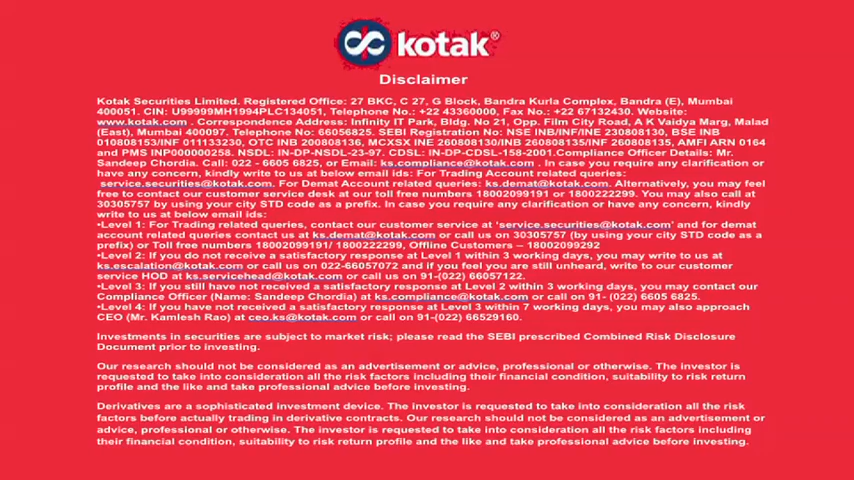 kotak®
Disclaimer
Kotak Securities Limited. Registered Office: 27 BKC, C 27, G Block, Bandra Kurla Complex, Bandra (E), Mumbai
400051. CIN: U99999MH1994PLC134051, Telephone No.: +22 43360000, Fax No.: +22 67132430. Website:
www.kotak.com . Correspondence Address: Infinity IT Park, Bldg. No 21, Opp. Film City Road, A K Vaidya Marg, Malad
(East), Mumbai 400097. Telephone No: 66056825. SEBI Registration No: NSE INB/INF/INE 230808130, BSE INB
010808153/INF 011133230, OTC INB 200808136, MCXSX INE 260808130/INB 260808135/INF 260808135, AMFI ARN 0164
and PMS INP000000258. NSDL: IN-DP-NSDL-23-97. CDSL: IN-DP-CDSL-158-2001.Compliance Officer Details: Mr.
Sandeep Chordia. Call: 022 - 6605 6825, or Email: ks.compliance@kotak.com . In case you require any clarification or
have any concern, kindly write to us at below email ids: For Trading Account related queries:
service.securities@kotak.com. For Demat Account related queries: ks.demat@kotak.com. Alternatively, you may feel
free to contact our customer service desk at our toll free numbers 18002099191 or 1800222299. You may also call at
30305757 by using your city STD code as a prefix. In case you require any clarification or have any concern, kindly
write to us at below email ids:
•Level 1: For Trading related queries, contact our customer service at 'service.securities@kotak.com' and for demat
account related queries contact us at ks.demat@kotak.com or call us on 30305757 (by using your city STD code as a
prefix) or Toll free numbers 18002099191/ 1800222299, Offline Customers – 18002099292
•Level 2: If you do not receive a satisfactory response at Level 1 within 3 working days, you may write to us at
ks.escalation@kotak.com or call us on 022-66057072 and if you feel you are still unheard, write to our customer
service HOD at ks.servicehead@kotak.com or call us on 91-(022) 66057122.
•Level 3: If you still have not received a satisfactory response at Level 2 within 3 working days, you may contact our
Compliance Officer (Name: Sandeep Chordia) at ks.compliance@kotak.com or call on 91- (022) 6605 6825.
•Level 4: If you have not received a satisfactory response at Level 3 within 7 working days, you may also approach
CEO (Mr. Kamlesh Rao) at ceo.ks@kotak.com or call on 91-(022) 66529160.
Investments in securities are subject to market risk; please read the SEBI prescribed Combined Risk Disclosure
Document prior to investing.
Our research should not be considered as an advertisement or advice, professional or otherwise. The investor is
requested to take into consideration all the risk factors including their financial condition, suitability to risk return
profile and the like and take professional advice before investing.
Derivatives are a sophisticated investment device. The investor is requested to take into consideration all the risk
factors before actually trading in derivative contracts. Our research should not be considered as an advertisement or
advice, professional or otherwise. The investor is requested to take into consideration all the risk factors including
their financial condition, suitability to risk return profile and the like and take professional advice before investing.